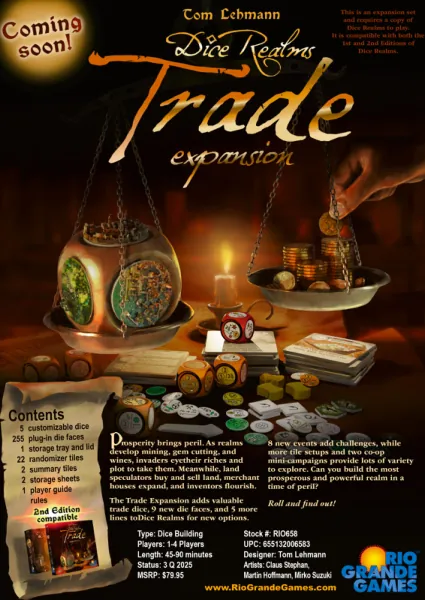 Tom Lehmann
This is an expansion set
and requires a copy of
Dice Realms to play.
It is compatible with both the
1st and 2nd Editions of
Dice Realms.
Coming
soon!
Dice Realms
Trade
expansion
Contents
5 customizable dice
255 plug-in die faces
1 storage tray and lid
22 randomizer tiles
2 summary tiles
2 storage sheets
1 player guide
rules
2nd Edition
compatible
Trade
Prosperity brings peril. As realms
develop mining, gem cutting, and
wines, invaders eyetheir riches and
plot to take them. Meanwhile, land
speculators buy and sell land, merchant
houses expand, and inventors flourish.
The Trade Expansion adds valuable
trade dice, 9 new die faces, and 5 more
lines toDice Realms for new options.
8 new events add challenges, while
more tile setups and two co-op
mini-campaigns provide lots of variety
to explore. Can you build the most
prosperous and powerful realm in a
time of peril?
Roll and find out!
Type: Dice Building
Players: 1-4 Players
Length: 45-90 minutes
Status: 3 Q 2025
MSRP: $79.95
Stock #: RIO658
UPC: 655132006583
Designer: Tom Lehmann
Artists: Claus Stephan,
Martin Hoffmann, Mirko Suzuki
www.RioGrandeGames.com
RIO
GRANDE
GAMES